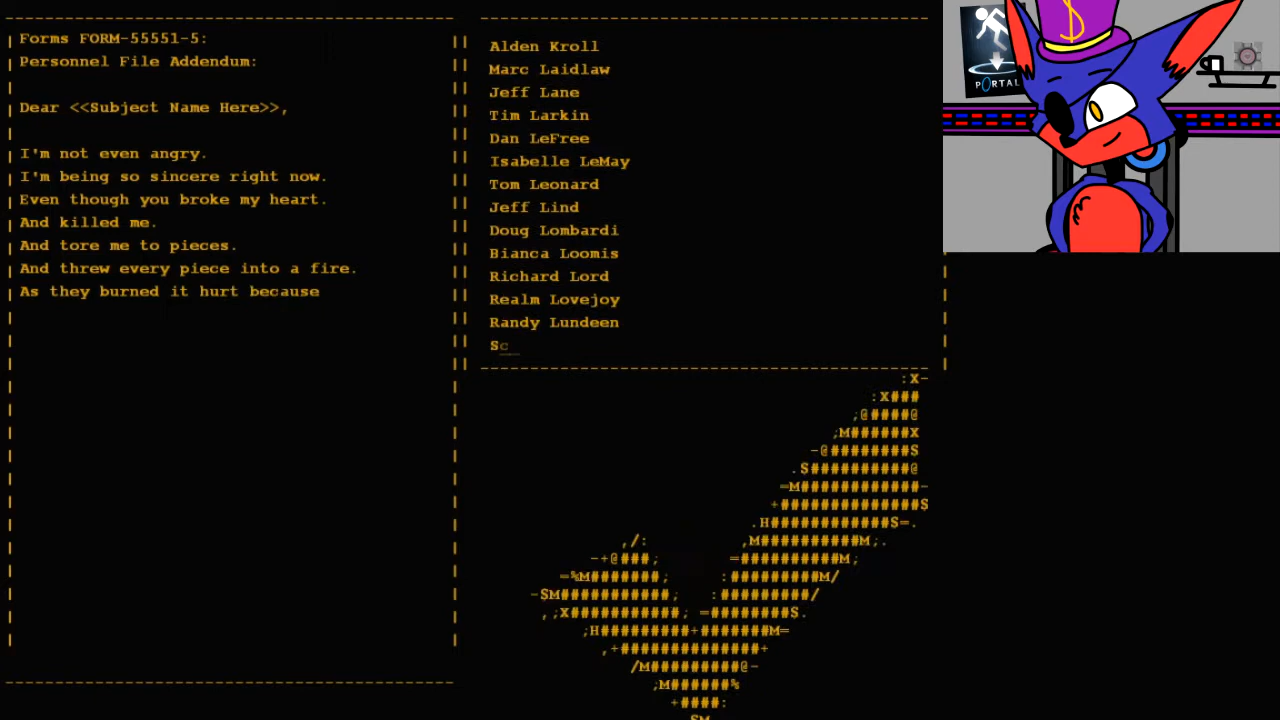 Forms FORM-55551-5:
Personnel File Addendum:
Dear <<Subject Name Here>>,
I'm not even angry.
I'm being so sincere right now.
Even though you broke my heart.
And killed me.
And tore me to pieces.
And threw every piece into a fire.
As they burned it hurt because
Alden Kroll
Marc Laidlaw
Jeff Lane
Tim Larkin
Dan LeFree
Isabelle LeMay
Tom Leonard
Jeff Lind
Doug Lombardi
Bianca Loomis
Richard Lord
Realm Lovejoy
Randy Lundeen
Sc_
PORTAL